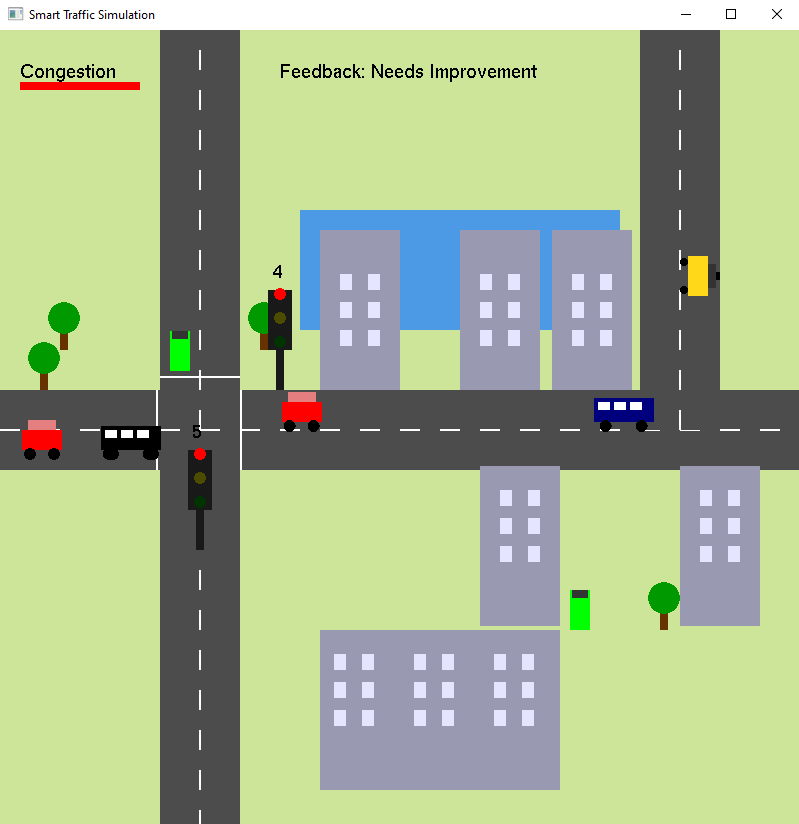 Smart Traffic Simulation
Congestion
Feedback: Needs Improvement
4
5